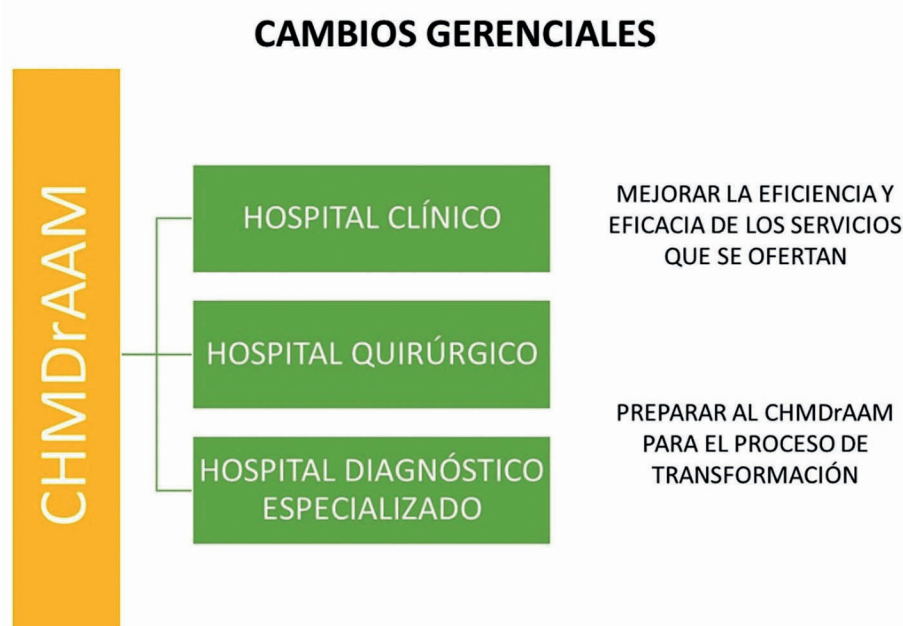 CAMBIOS GERENCIALES
CHMDrAAM
HOSPITAL CLÍNICO
HOSPITAL QUIRÚRGICO
HOSPITAL DIAGNÓSTICO
ESPECIALIZADO
MEJORAR LA EFICIENCIA Y
EFICACIA DE LOS SERVICIOS
QUE SE OFERTAN
PREPARAR AL CHMDrAAM
PARA EL PROCESO DE
TRANSFORMACIÓN